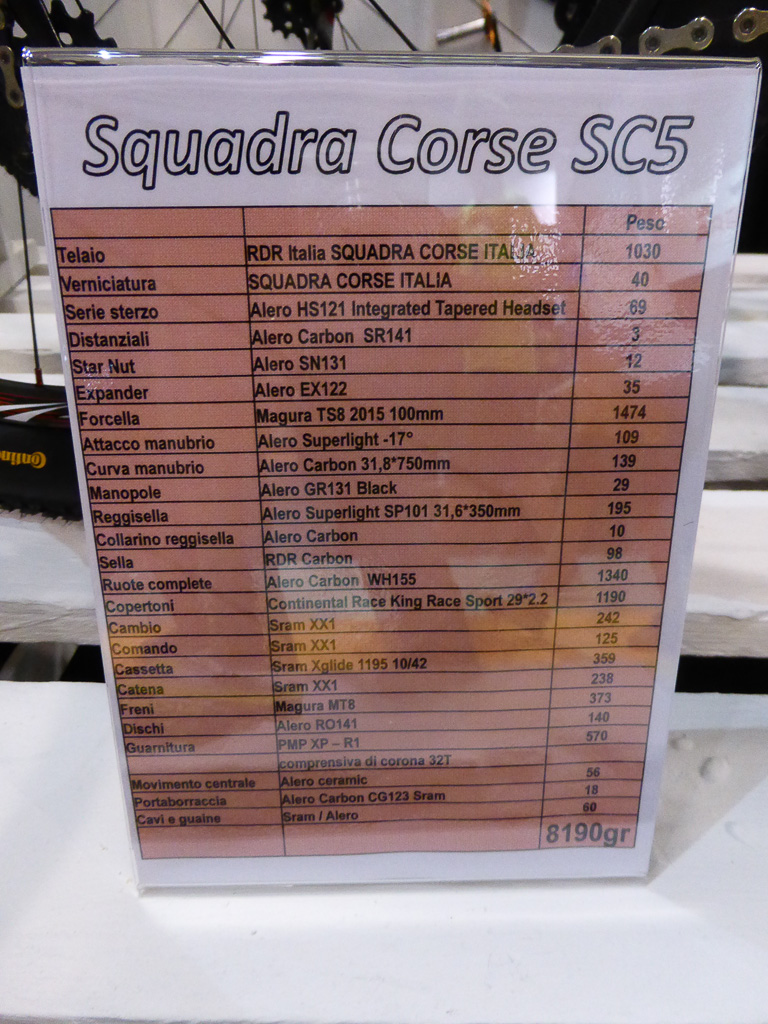 Squadra Corse SC5
Peso
Telaio RDR Italia SQUADRA CORSE ITALIA 1030
Verniciatura SQUADRA CORSE ITALIA 40
Serie sterzo Alero HS121 Integrated Tapered Headset 69
Distanziali Alero Carbon SR141 3
Star Nut Alero SN131 12
Expander Alero EX122 35
Forcella Magura TS8 2015 100mm 1474
Attacco manubrio Alero Superlight -17° 109
Curva manubrio Alero Carbon 31,8*750mm 139
Manopole Alero GR131 Black 29
Reggisella Alero Superlight SP101 31,6*350mm 195
Collarino reggisella Alero Carbon 10
Sella RDR Carbon 98
Ruote complete Alero Carbon WH155 1340
Copertoni Continental Race King Race Sport 29*2.2 1190
Cambio Sram XX1 242
Comando Sram XX1 125
Cassetta Sram Xglide 1195 10/42 359
Catena Sram XX1 238
Freni Magura MT8 373
Dischi Alero RO141 140
Guarnitura PMP XP – R1 570
comprensiva di corona 32T
Movimento centrale Alero ceramic 56
Portaborraccia Alero Carbon CG123 Sram 18
Cavi e guaine Sram / Alero 60
8190gr